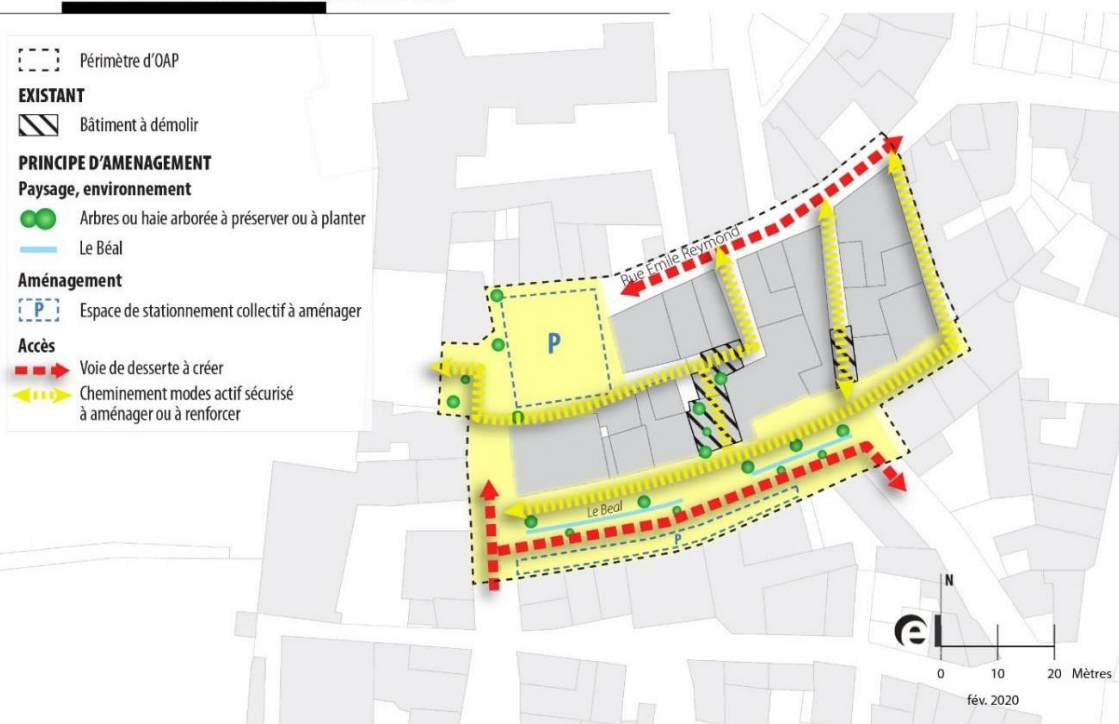 Périmètre d'OAP
EXISTANT
Bâtiment à démolir
PRINCIPE D'AMENAGEMENT
Paysage, environnement
Arbres ou haie arborée à préserver ou à planter
Le Béal
Aménagement
P Espace de stationnement collectif à aménager
Accès
Voie de desserte à créer
Cheminement modes actif sécurisé
à aménager ou à renforcer
Rue Emile Reymond
P
Le Beal
P
N
0 10 20 Mètres
fév. 2020